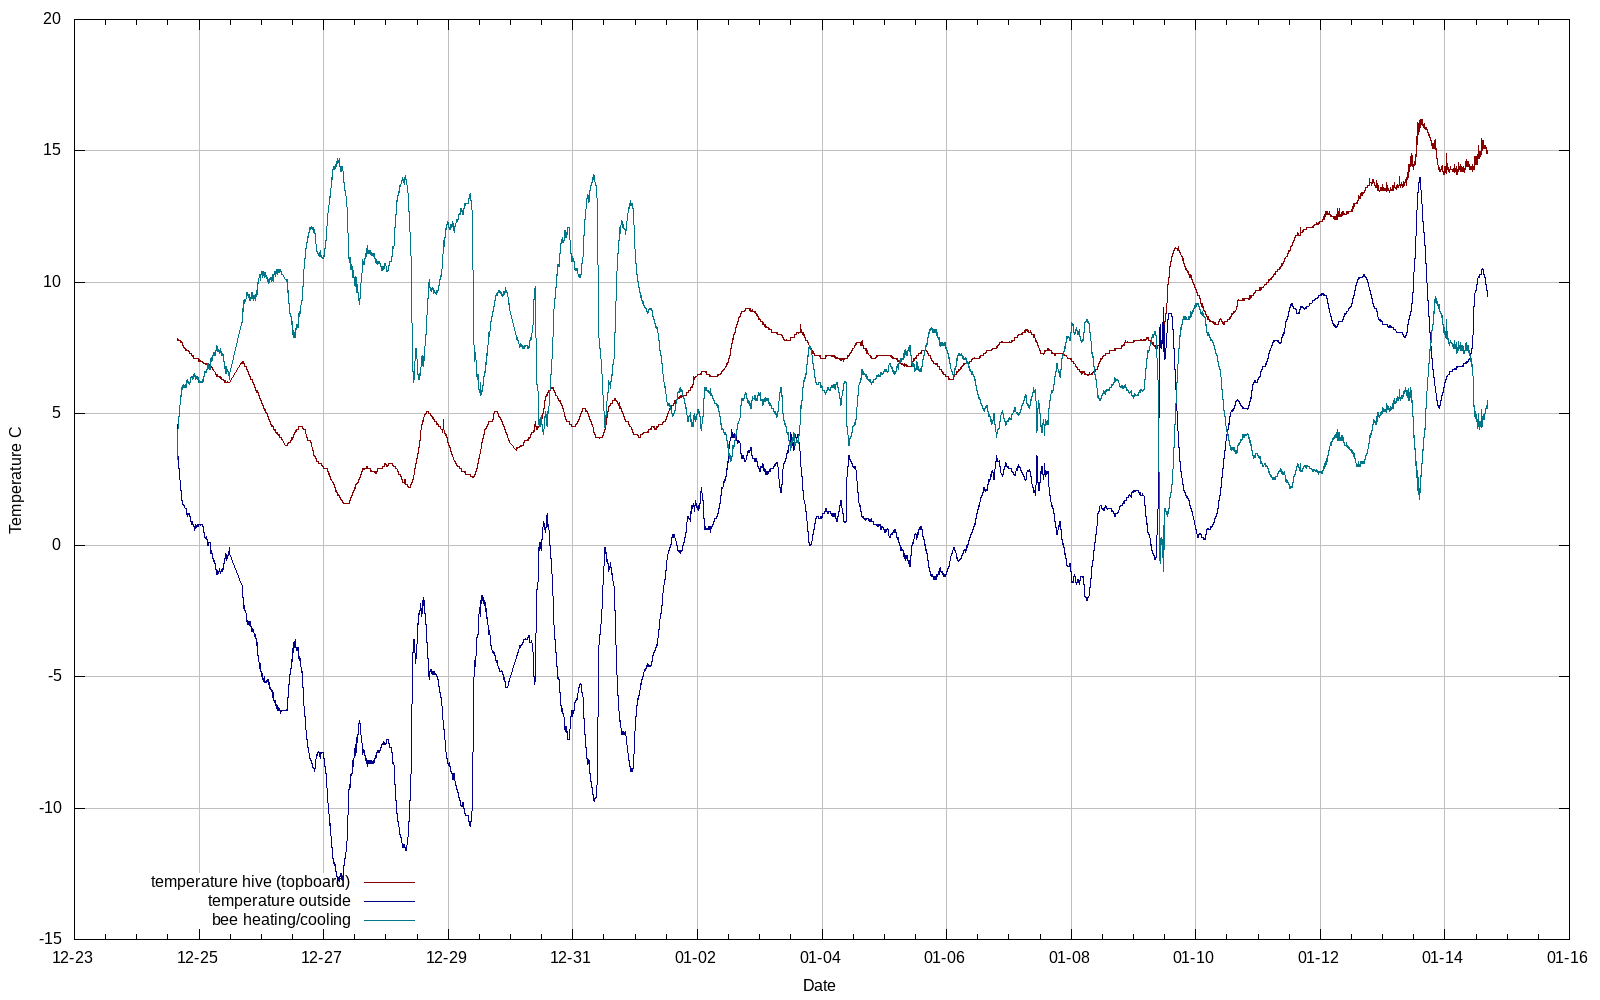 20
15
10
5
0
-5
-10
-15
Temperature C
temperature hive (topboard)
temperature outside
bee heating/cooling
12-23 12-25 12-27 12-29 12-31 01-02 01-04 01-06 01-08 01-10 01-12 01-14 01-16
Date